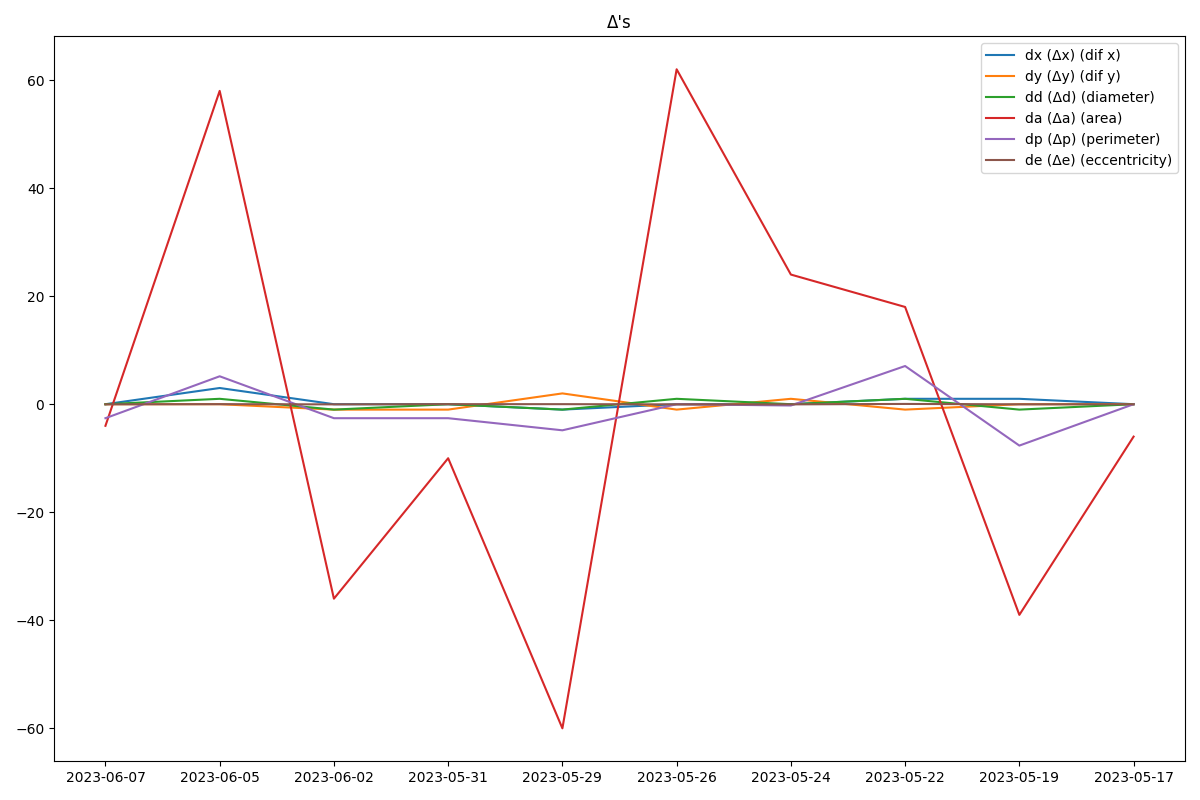 Δ's
dx (Δx) (dif x)
dy (Δy) (dif y)
dd (Δd) (diameter)
da (Δa) (area)
dp (Δp) (perimeter)
de (Δe) (eccentricity)
60
40
20
0
−20
−40
−60
2023-06-07 2023-06-05 2023-06-02 2023-05-31 2023-05-29 2023-05-26 2023-05-24 2023-05-22 2023-05-19 2023-05-17